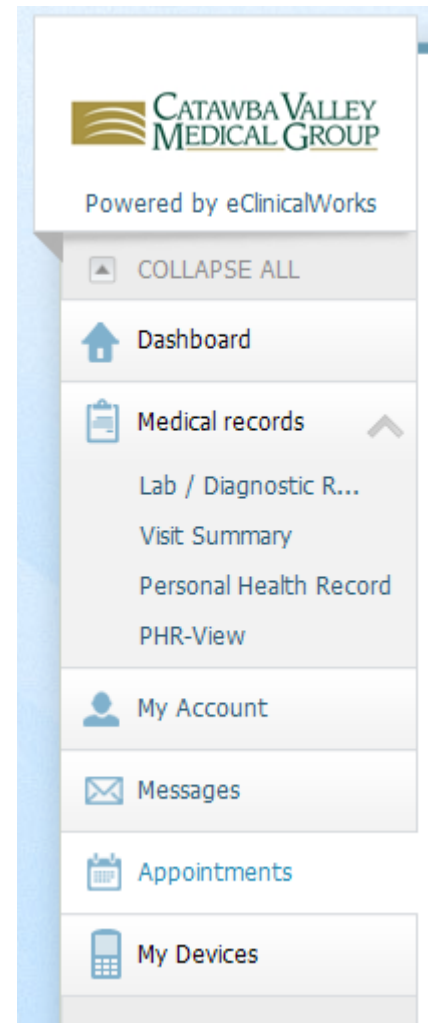 CATAWBA VALLEY
MEDICAL GROUP
Powered by eClinicalWorks
COLLAPSE ALL
Dashboard
Medical records
Lab / Diagnostic R...
Visit Summary
Personal Health Record
PHR-View
My Account
Messages
Appointments
My Devices